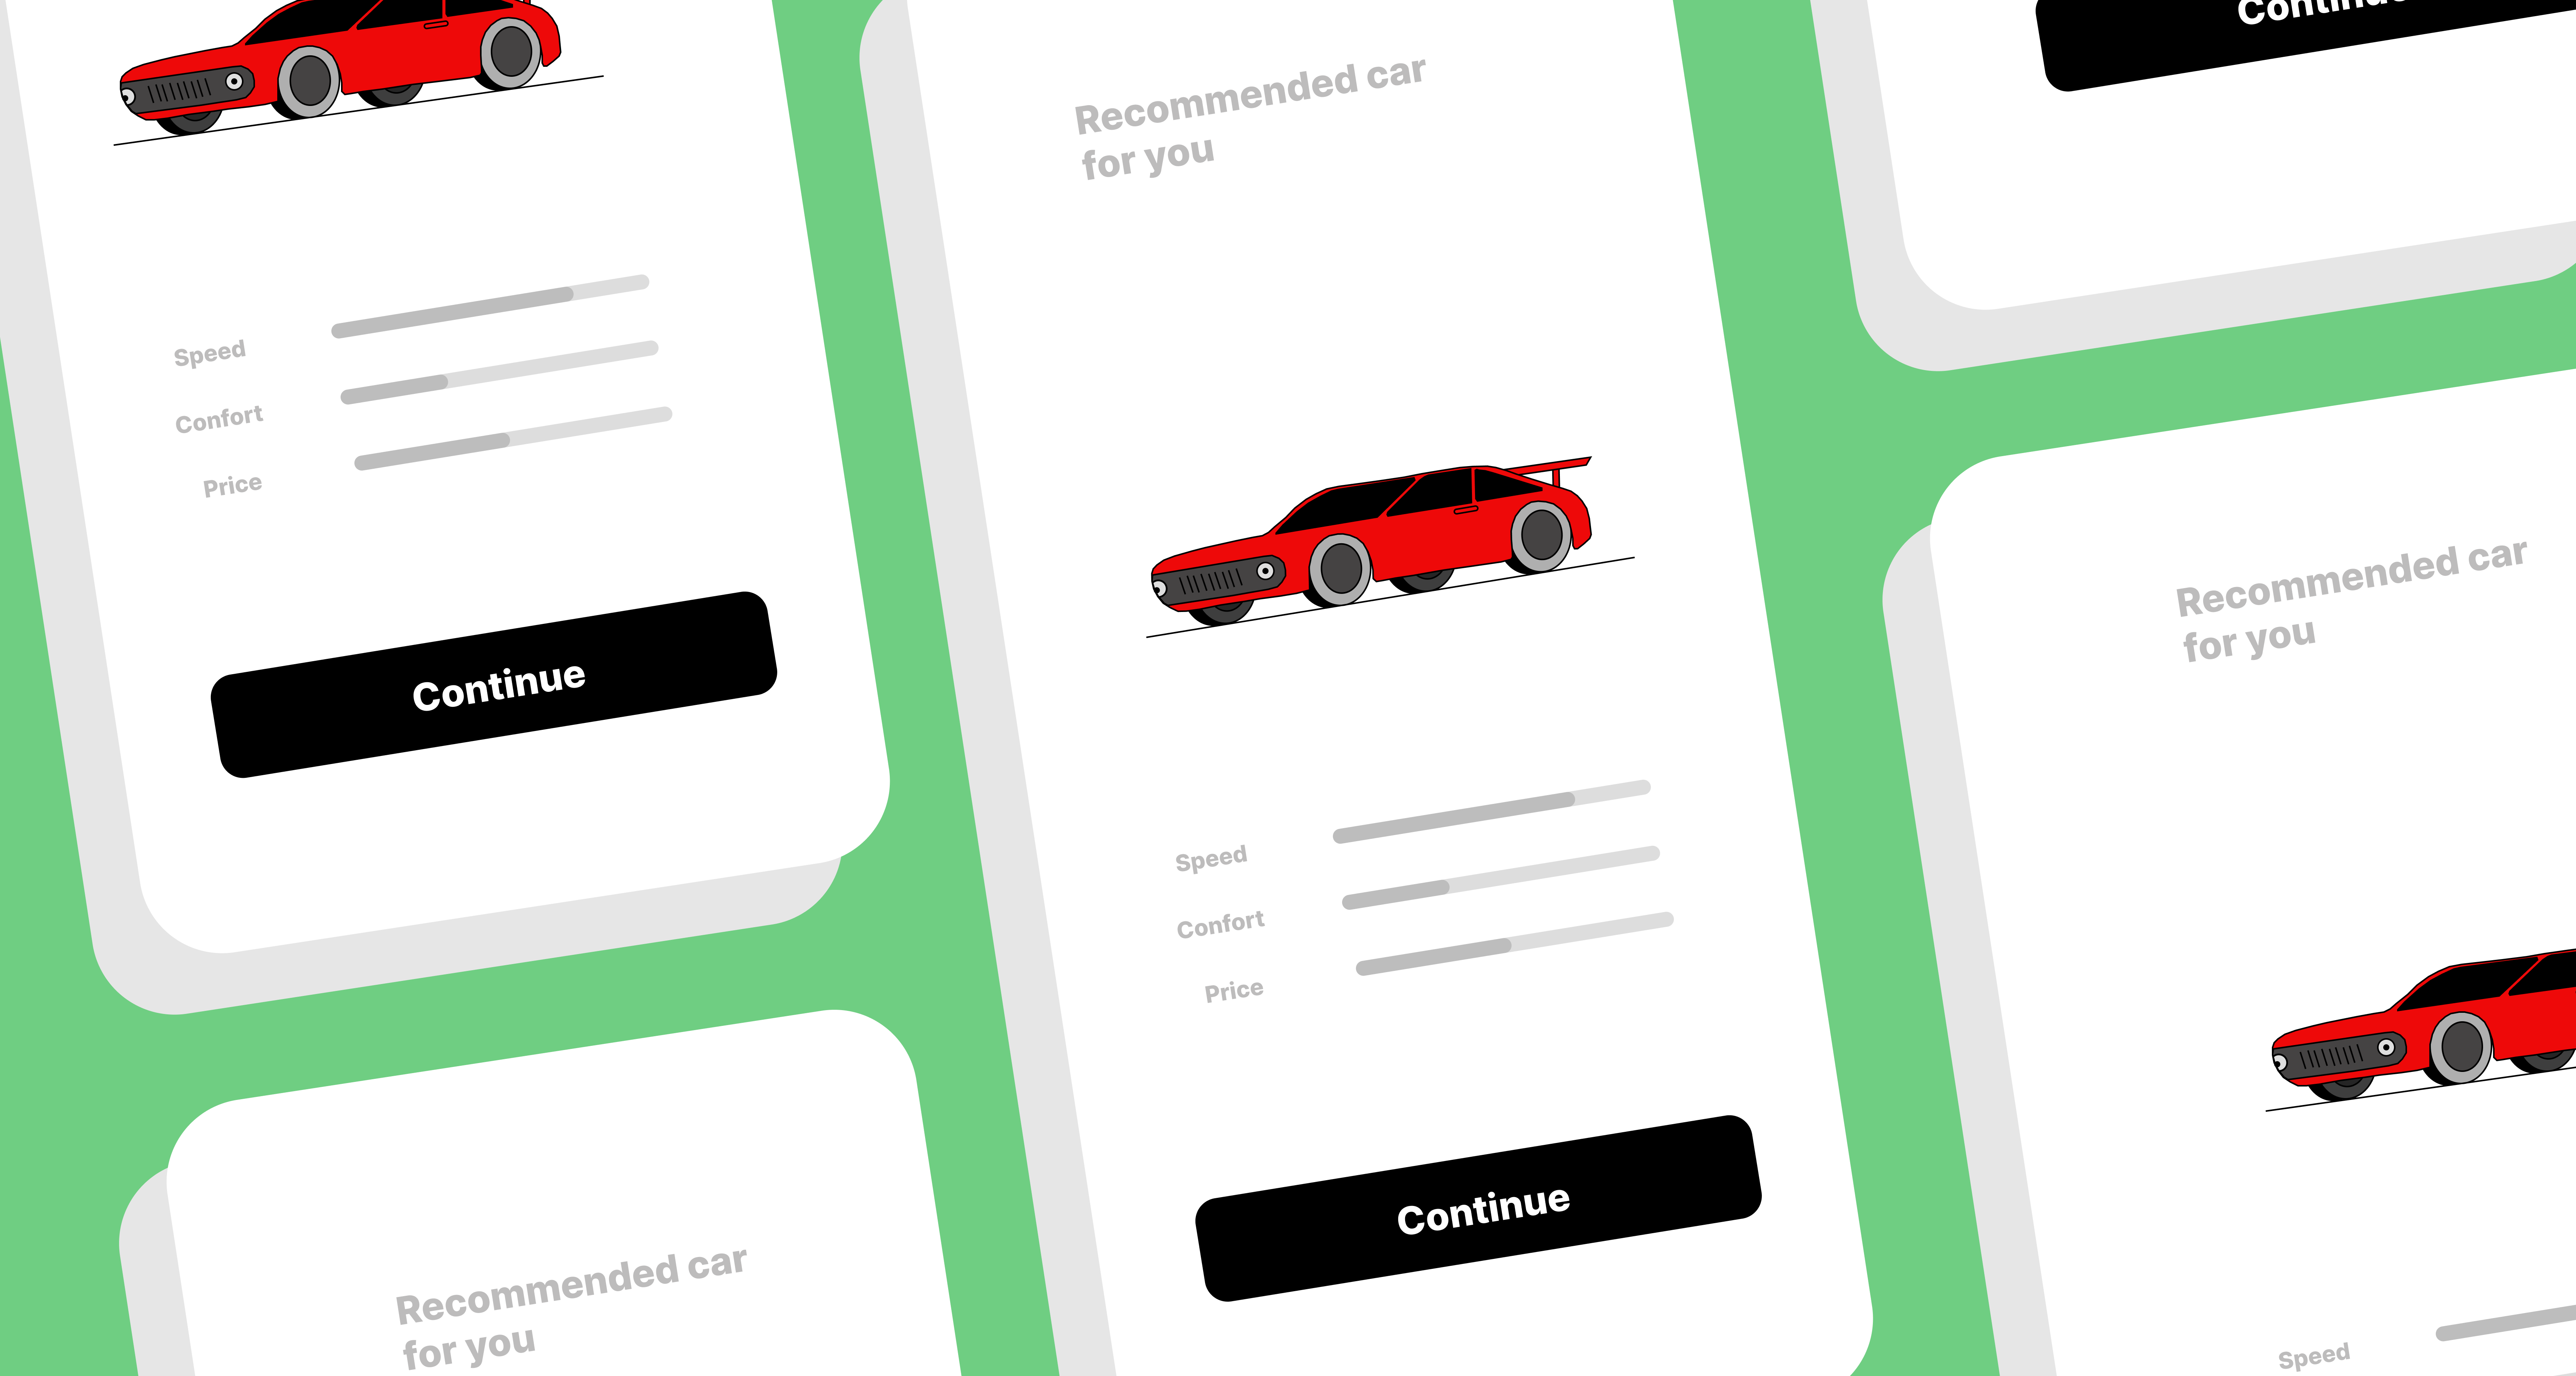 Speed
Confort
Price
Continue
Recommended car
for you
Recommended car
for you
Speed
Confort
Price
Continue
Continue
Recommended car
for you
Speed